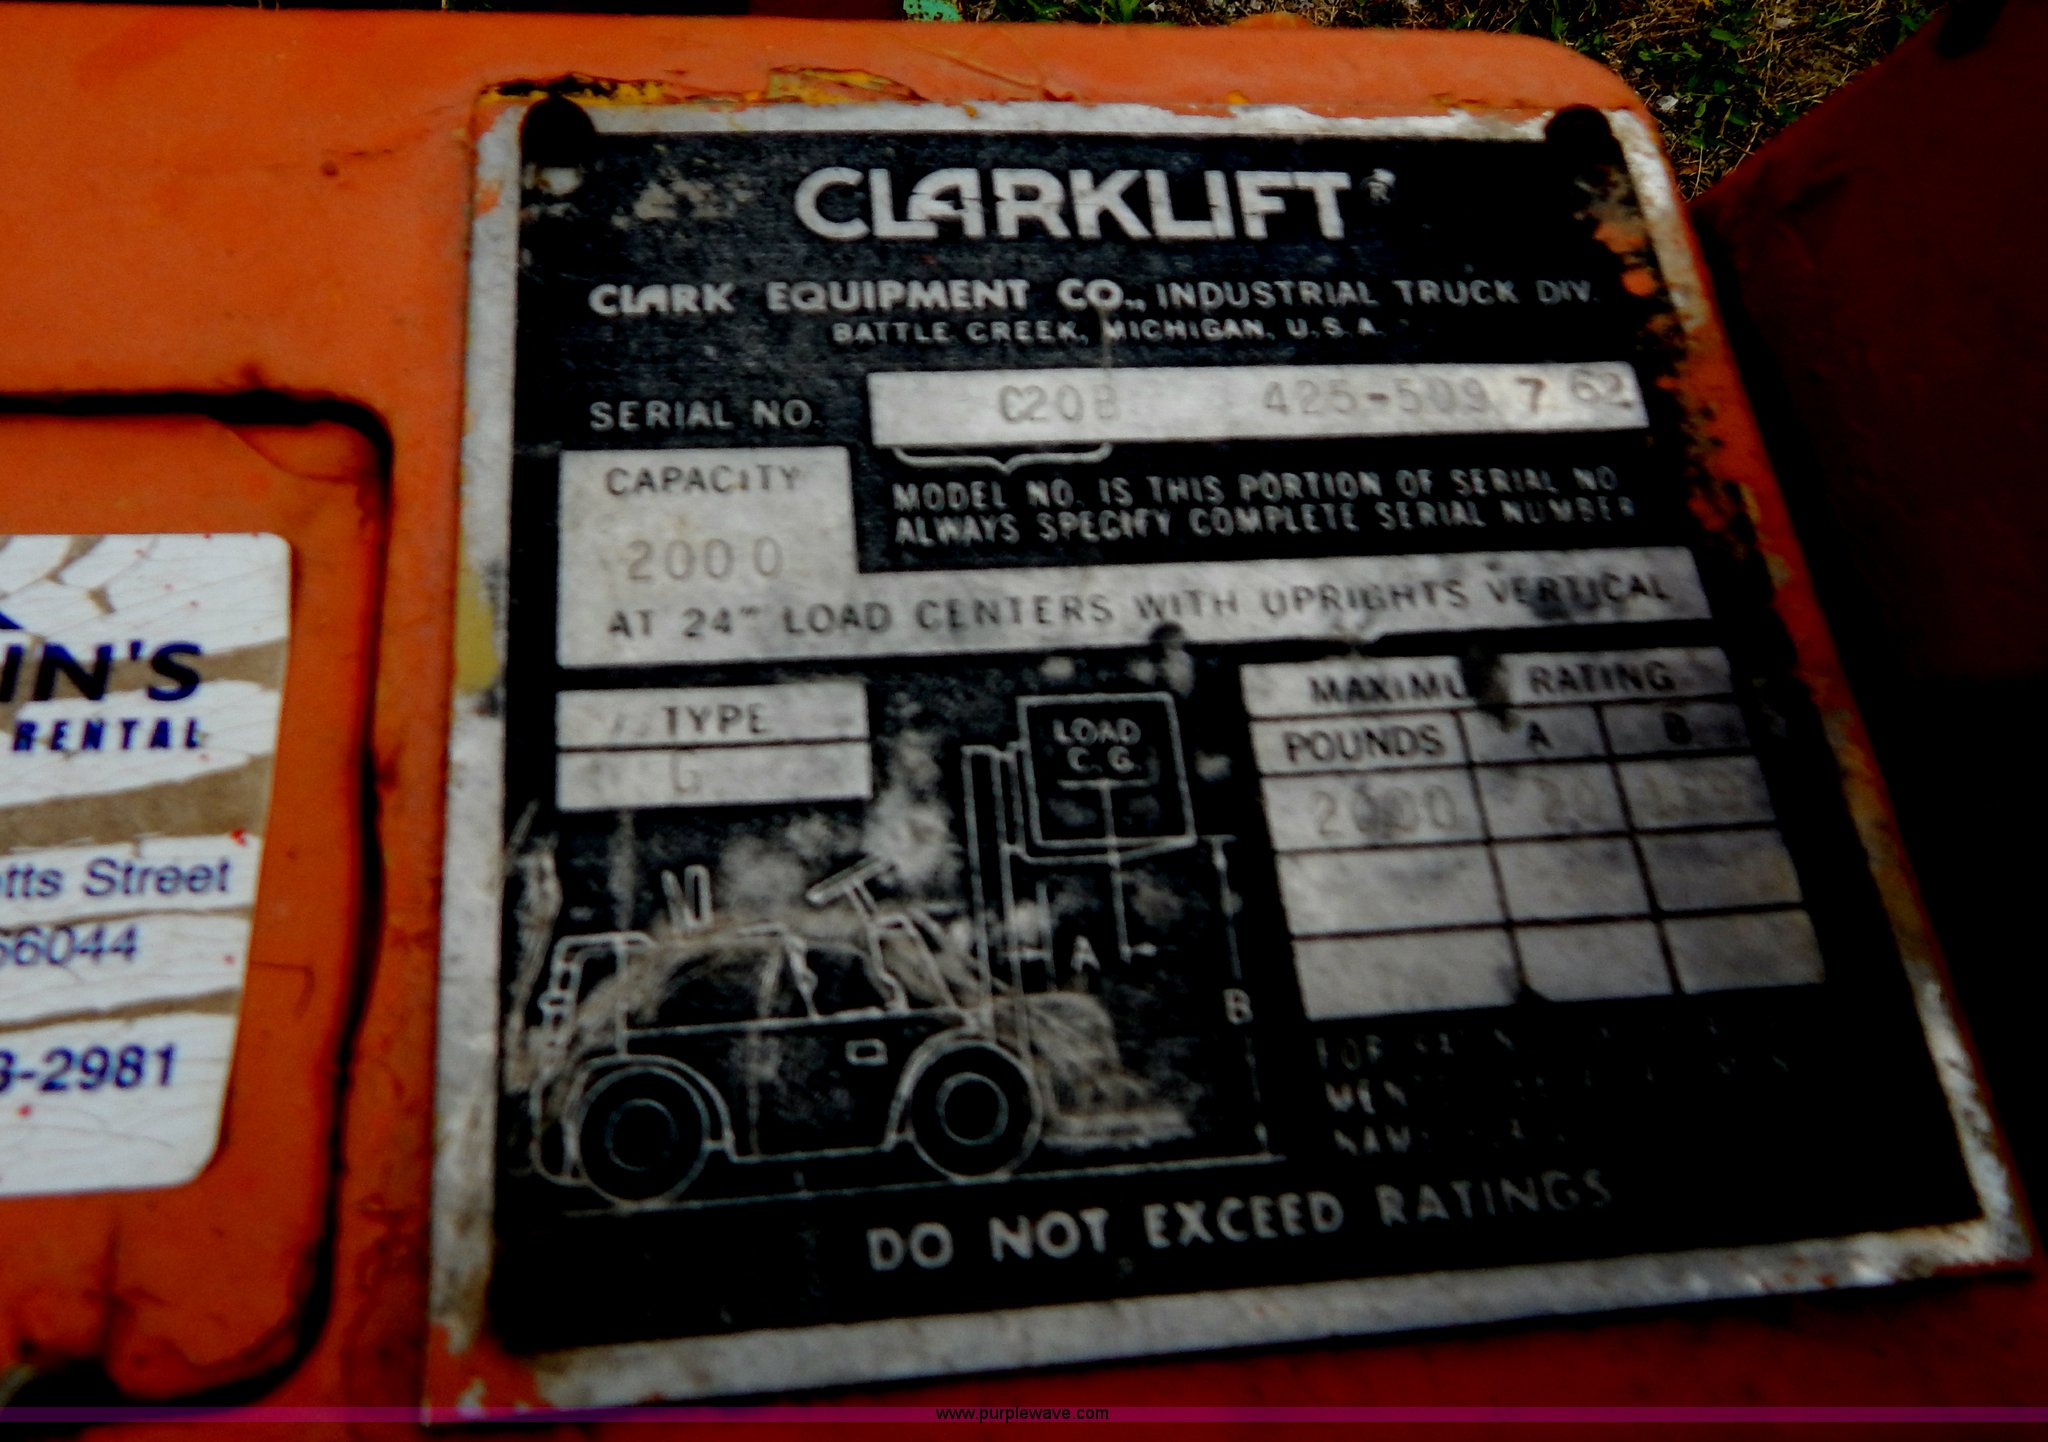 CLARKLIFT®
CLARK EQUIPMENT CO., INDUSTRIAL TRUCK DIV.
BATTLE CREEK, MICHIGAN, U.S.A.
SERIAL NO. C20B 425-509 7 62
MODEL NO. IS THIS PORTION OF SERIAL NO
ALWAYS SPECIFY COMPLETE SERIAL NUMBER
CAPACITY
2000
AT 24" LOAD CENTERS WITH UPRIGHTS VERTICAL
TYPE
G
LOAD
C. G.
A
B
MAXIMU RATING
POUNDS A B
2000
FOR
DO NOT EXCEED RATINGS
IN'S
RENTAL
tts Street
66044
3-2981
www.purplewave.com